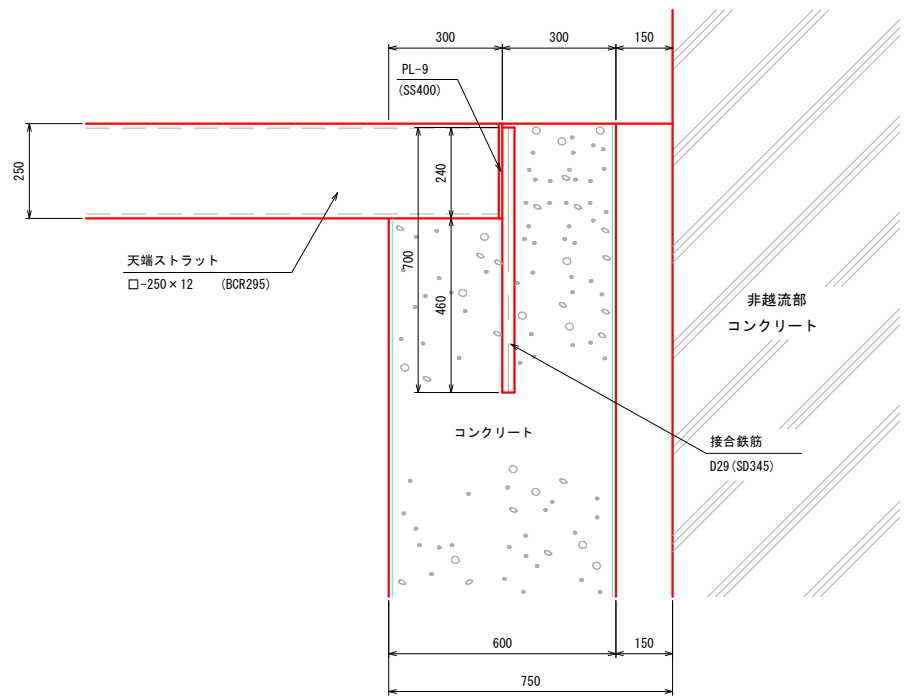 300
300
150
PL-9
(SS400)
250
240
700
460
天端ストラット
□-250×12 (BCR295)
非越流部
コンクリート
コンクリート
接合鉄筋
D29(SD345)
600
150
750